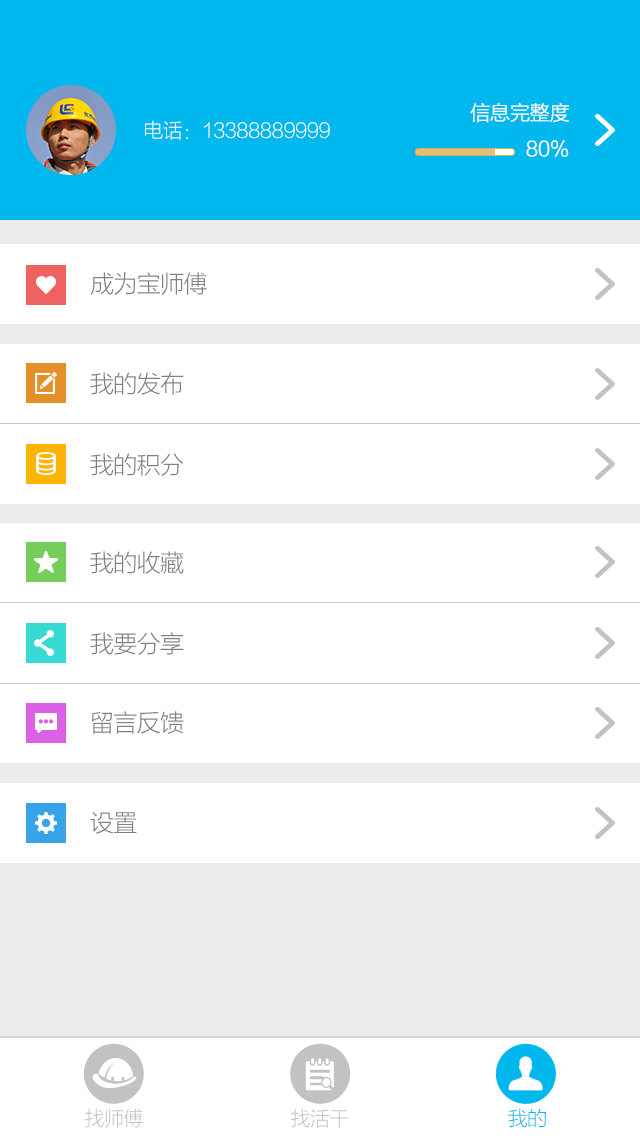 信息完整度
电话：13388889999
80%
成为宝师傅
我的发布
我的积分
我的收藏
我要分享
留言反馈
设置
找师傅
找活干
我的